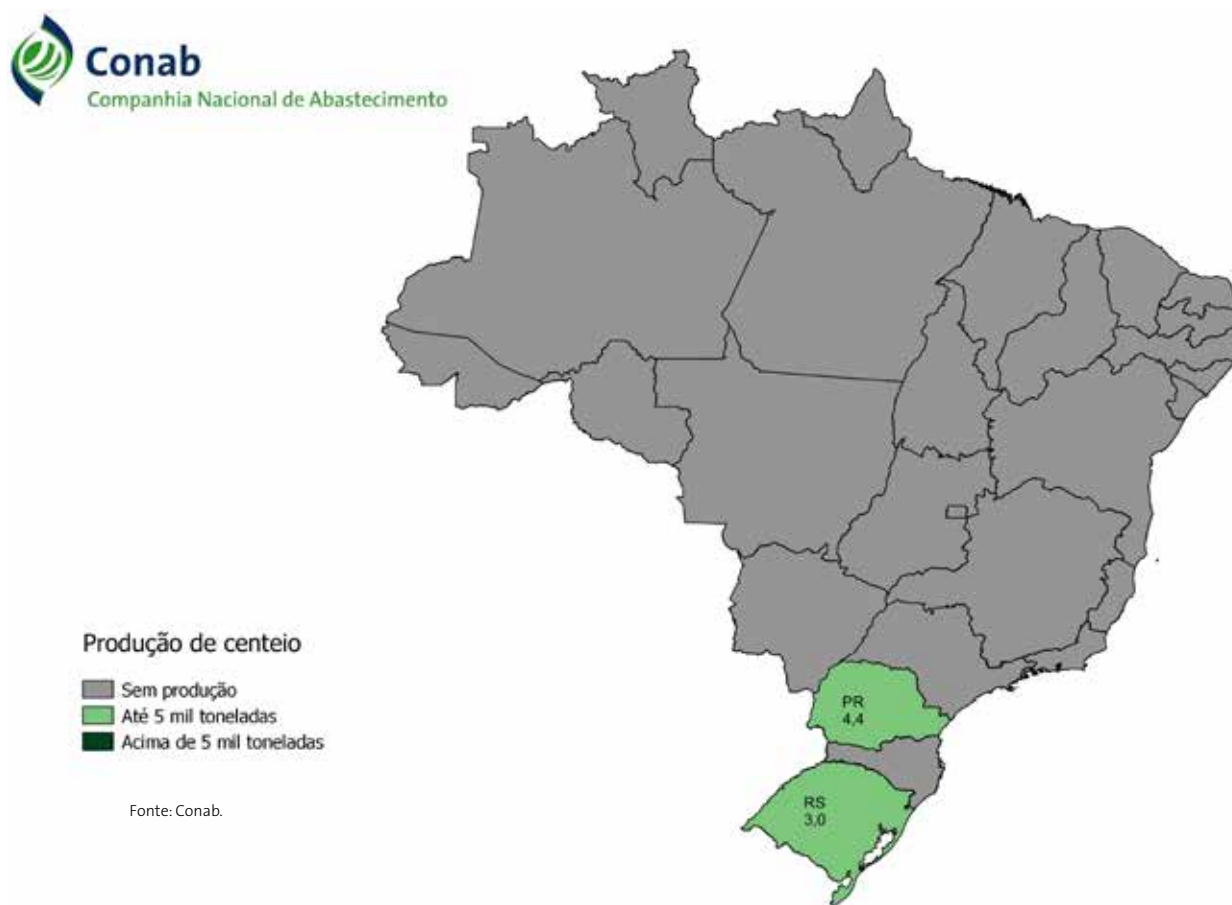 Conab
Companhia Nacional de Abastecimento
Produção de centeio
Sem produção
Até 5 mil toneladas
Acima de 5 mil toneladas
Fonte: Conab.
PR
4,4
RS
3,0